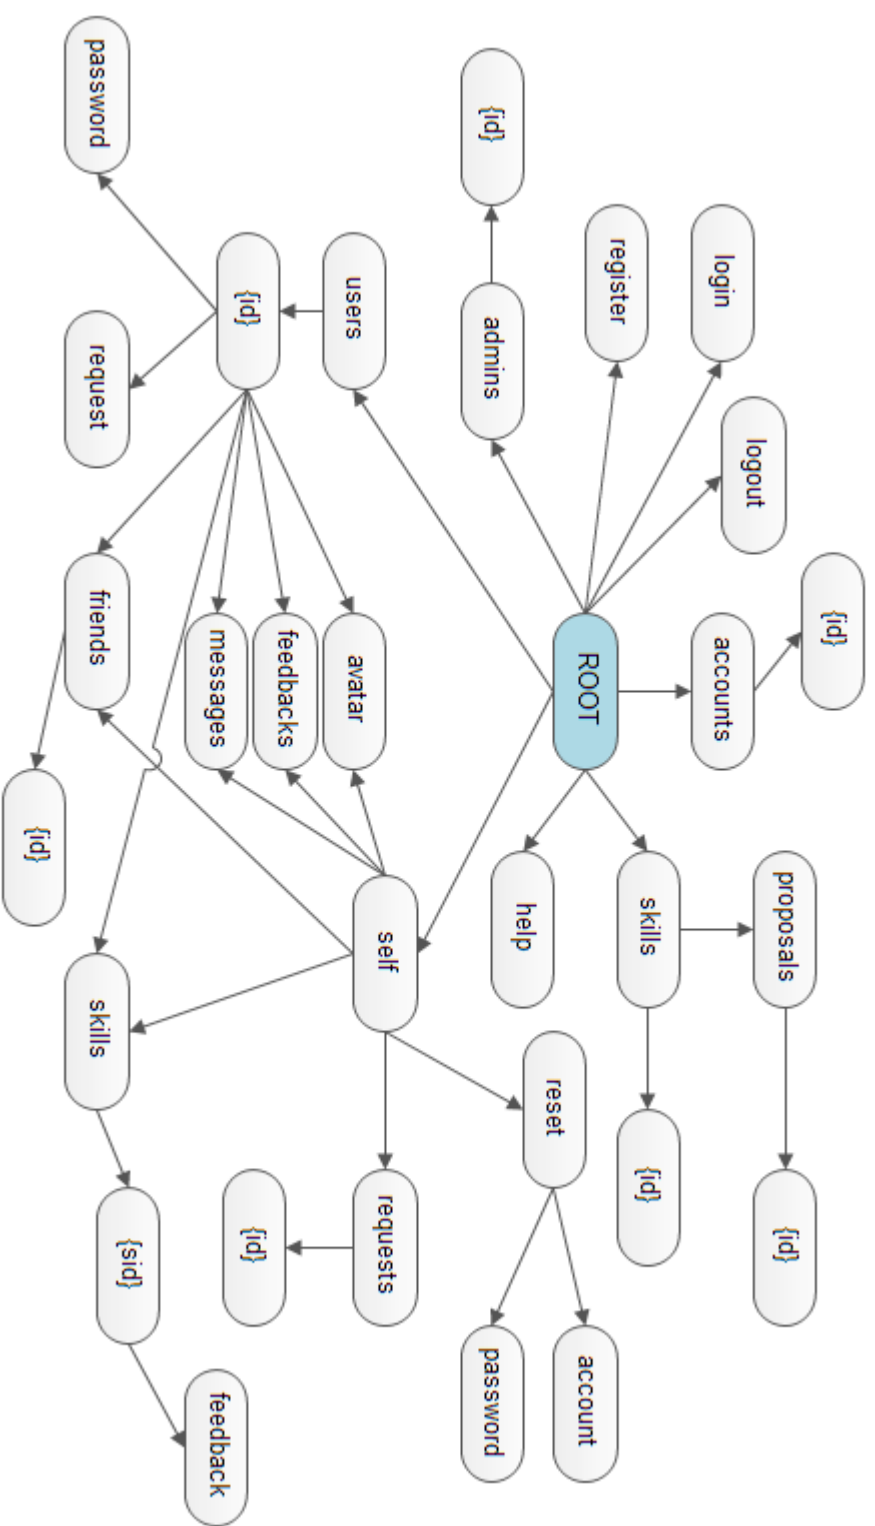 {id}
proposals
{id}
logout
login
accounts
skills
{id}
register
ROOT
account
reset
help
{id}
admins
password
self
requests
users
avatar
feedbacks
{id}
{id}
messages
feedback
{sid}
password
request
friends
skills
{id}